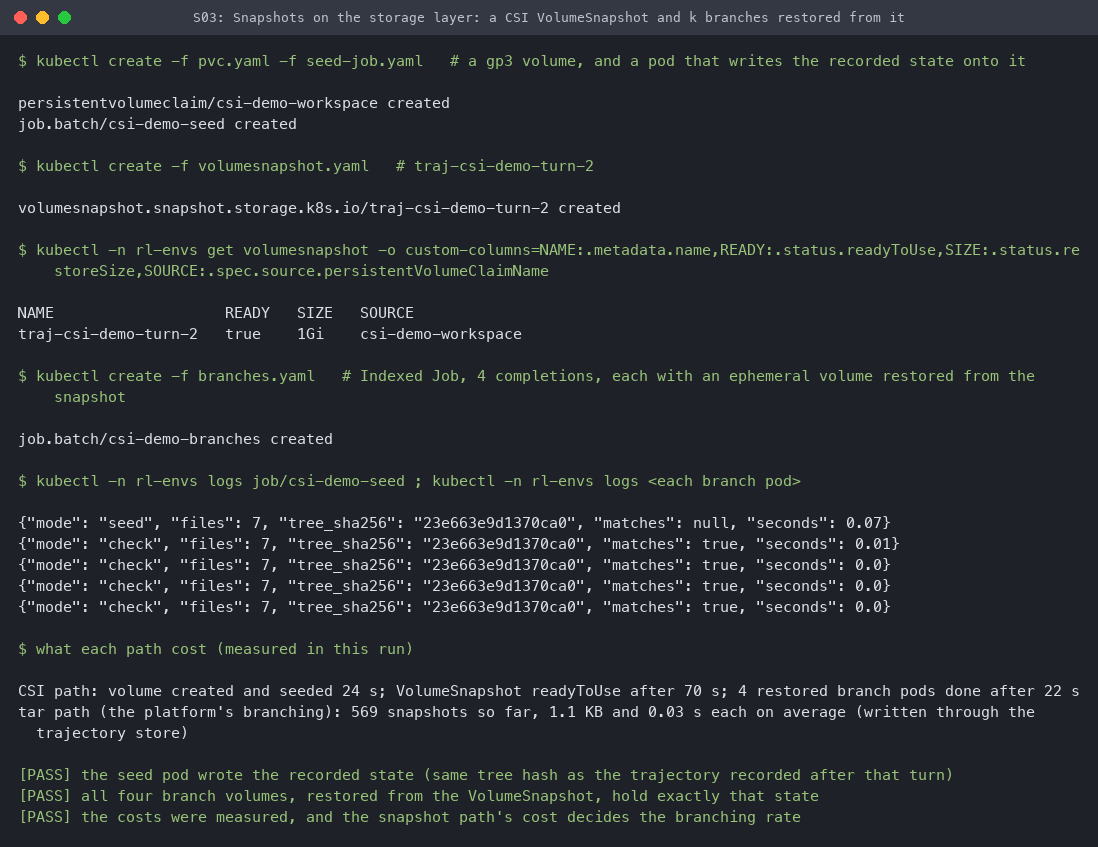 S03: Snapshots on the storage layer: a CSI VolumeSnapshot and k branches restored from it
$ kubectl create -f pvc.yaml -f seed-job.yaml   # a gp3 volume, and a pod that writes the recorded state onto it
persistentvolumeclaim/csi-demo-workspace created
job.batch/csi-demo-seed created
$ kubectl create -f volumesnapshot.yaml   # traj-csi-demo-turn-2
volumesnapshot.snapshot.storage.k8s.io/traj-csi-demo-turn-2 created
$ kubectl -n rl-envs get volumesnapshot -o custom-columns=NAME:.metadata.name,READY:.status.readyToUse,SIZE:.status.re
storeSize,SOURCE:.spec.source.persistentVolumeClaimName
NAME                   READY   SIZE   SOURCE
traj-csi-demo-turn-2   true    1Gi    csi-demo-workspace
$ kubectl create -f branches.yaml   # Indexed Job, 4 completions, each with an ephemeral volume restored from the
snapshot
job.batch/csi-demo-branches created
$ kubectl -n rl-envs logs job/csi-demo-seed ; kubectl -n rl-envs logs <each branch pod>
{"mode": "seed", "files": 7, "tree_sha256": "23e663e9d1370ca0", "matches": null, "seconds": 0.07}
{"mode": "check", "files": 7, "tree_sha256": "23e663e9d1370ca0", "matches": true, "seconds": 0.01}
{"mode": "check", "files": 7, "tree_sha256": "23e663e9d1370ca0", "matches": true, "seconds": 0.0}
{"mode": "check", "files": 7, "tree_sha256": "23e663e9d1370ca0", "matches": true, "seconds": 0.0}
{"mode": "check", "files": 7, "tree_sha256": "23e663e9d1370ca0", "matches": true, "seconds": 0.0}
$ what each path cost (measured in this run)
CSI path: volume created and seeded 24 s; VolumeSnapshot readyToUse after 70 s; 4 restored branch pods done after 22 s
tar path (the platform's branching): 569 snapshots so far, 1.1 KB and 0.03 s each on average (written through the
trajectory store)
[PASS] the seed pod wrote the recorded state (same tree hash as the trajectory recorded after that turn)
[PASS] all four branch volumes, restored from the VolumeSnapshot, hold exactly that state
[PASS] the costs were measured, and the snapshot path's cost decides the branching rate